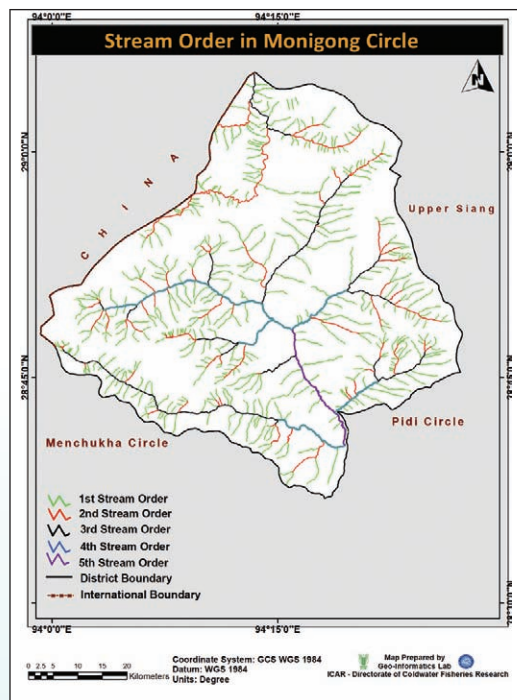 94°0'0"E
94°15'0"E
Stream Order in Monigong Circle
N
29°0'0"N
29°0'0"N
CHINA
Upper Siang
28°45'0"N
28°45'0"N
Pidi Circle
Menchukha Circle
1st Stream Order
2nd Stream Order
3rd Stream Order
4th Stream Order
5th Stream Order
District Boundary
International Boundary
28°30'0"N
94°0'0"E
94°15'0"E
0 2.5 5 10 15 20
Kilometers
Coordinate System: GCS WGS 1984
Datum: WGS 1984
Units: Degree
Map Prepared by
Geo-Informatics Lab
ICAR - Directorate of Coldwater Fisheries Research